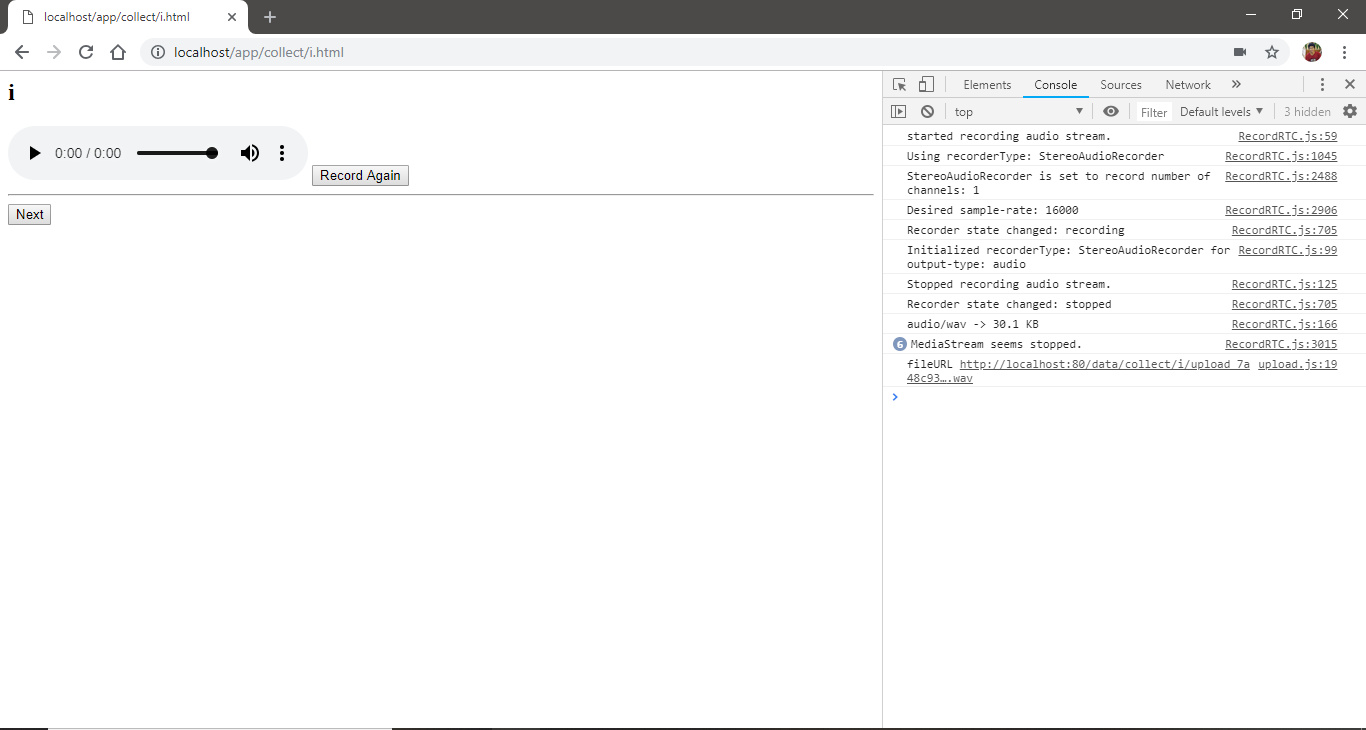 localhost/app/collect/i.html
localhost/app/collect/i.html
i
0:00 / 0:00
Record Again
Next
Elements Console Sources Network »
top Filter Default levels 3 hidden
started recording audio stream. RecordRTC.js:59
Using recorderType: StereoAudioRecorder RecordRTC.js:1045
StereoAudioRecorder is set to record number of RecordRTC.js:2488
channels: 1
Desired sample-rate: 16000 RecordRTC.js:2906
Recorder state changed: recording RecordRTC.js:705
Initialized recorderType: StereoAudioRecorder for RecordRTC.js:99
output-type: audio
Stopped recording audio stream. RecordRTC.js:125
Recorder state changed: stopped RecordRTC.js:705
audio/wav -> 30.1 KB RecordRTC.js:166
6 MediaStream seems stopped. RecordRTC.js:3015
fileURL http://localhost:80/data/collect/i/upload_7a upload.js:19
48c93….wav